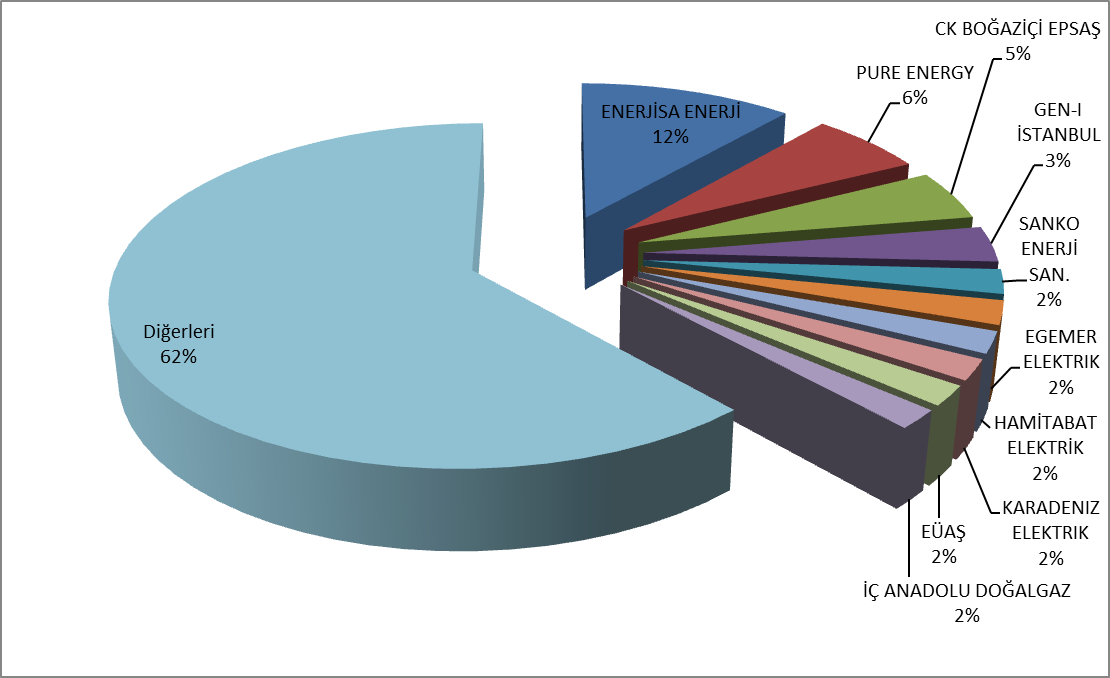 CK BOĞAZİÇİ EPSAŞ
5%
PURE ENERGY
6%
ENERJİSA ENERJİ
12%
GEN-I
İSTANBUL
3%
SANKO
ENERJİ
SAN.
2%
EGEMER
ELEKTRIK
2%
HAMİTABAT
ELEKTRİK
2%
KARADENIZ
ELEKTRIK
2%
EÜAŞ
2%
İÇ ANADOLU DOĞALGAZ
2%
Diğerleri
62%